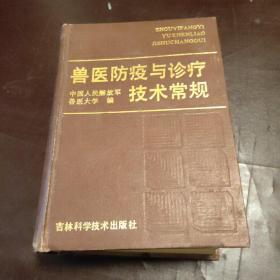 SHOUYIFANGYI
YUZHENLIAO
JISHUCHANGGUI
兽医防疫与诊疗
技术常规
中国人民解放军
兽医大学 编
吉林科学技术出版社